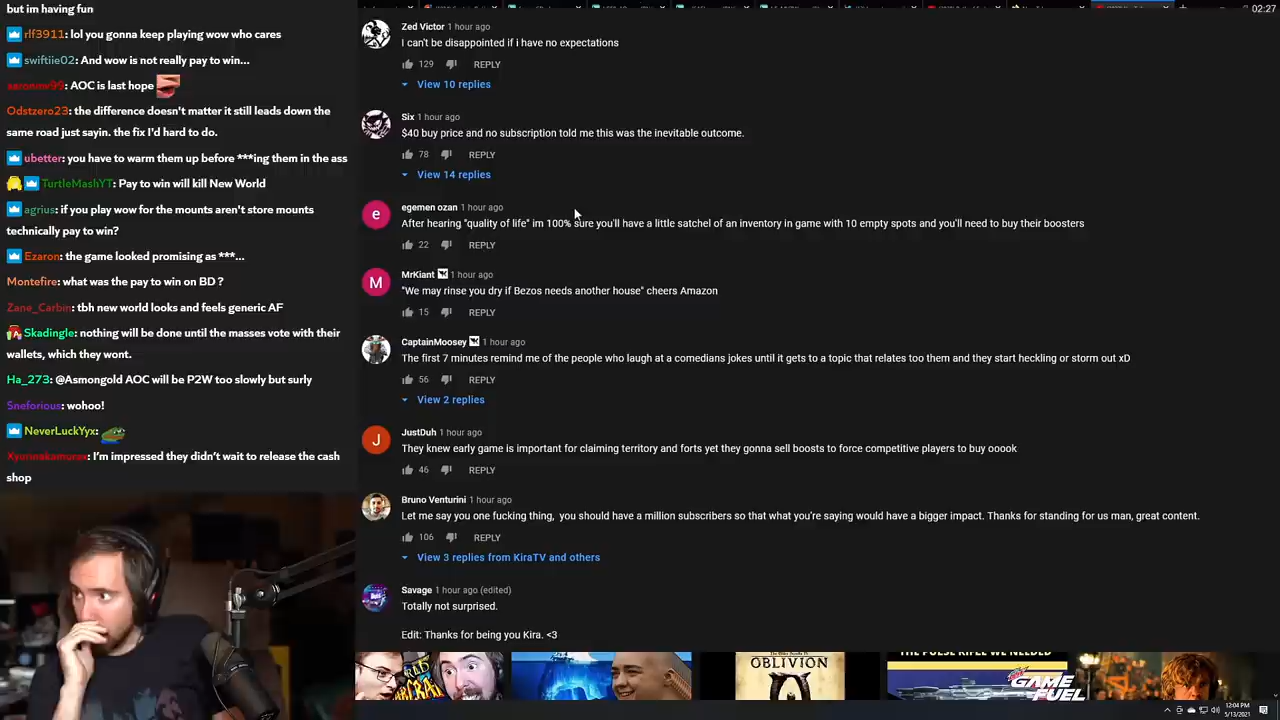 but im having fun
rlf3911: lol you gonna keep playing wow who cares
swiftiie02: And wow is not really pay to win...
aaronmr99: AOC is last hope
Odstzero23: the difference doesn't matter it still leads down the
same road just sayin. the fix I'd hard to do.
ubetter: you have to warm them up before ***ing them in the ass
TurtleMashYT: Pay to win will kill New World
agrius: if you play wow for the mounts aren't store mounts
technically pay to win?
Ezaron: the game looked promising as ***...
Montefire: what was the pay to win on BD ?
Zane_Carbin: tbh new world looks and feels generic AF
Skadingle: nothing will be done until the masses vote with their
wallets, which they wont.
Ha_273: @Asmongold AOC will be P2W too slowly but surly
Sneforious: wohoo!
NeverLuckYyx:
Kyurinakamurae: I'm impressed they didn't wait to release the cash
shop
02:27
Zed Victor 1 hour ago
I can't be disappointed if i have no expectations
129 REPLY
View 10 replies
Six 1 hour ago
$40 buy price and no subscription told me this was the inevitable outcome.
78 REPLY
View 14 replies
e
egemen ozan 1 hour ago
After hearing "quality of life" im 100% sure you'll have a little satchel of an inventory in game with 10 empty spots and you'll need to buy their boosters
22 REPLY
M
MrKiant 1 hour ago
"We may rinse you dry if Bezos needs another house" cheers Amazon
15 REPLY
CaptainMoosey 1 hour ago
The first 7 minutes remind me of the people who laugh at a comedians jokes until it gets to a topic that relates too them and they start heckling or storm out xD
56 REPLY
View 2 replies
J
JustDuh 1 hour ago
They knew early game is important for claiming territory and forts yet they gonna sell boosts to force competitive players to buy ooook
46 REPLY
Bruno Venturini 1 hour ago
Let me say you one fucking thing, you should have a million subscribers so that what you're saying would have a bigger impact. Thanks for standing for us man, great content.
106 REPLY
View 3 replies from KiraTV and others
Savage 1 hour ago (edited)
Totally not surprised.
Edit: Thanks for being you Kira. <3
OBLIVION
THE PULSE RIFLE WE NEEDED
GAME
FUEL
12:04 PM
5/13/2021